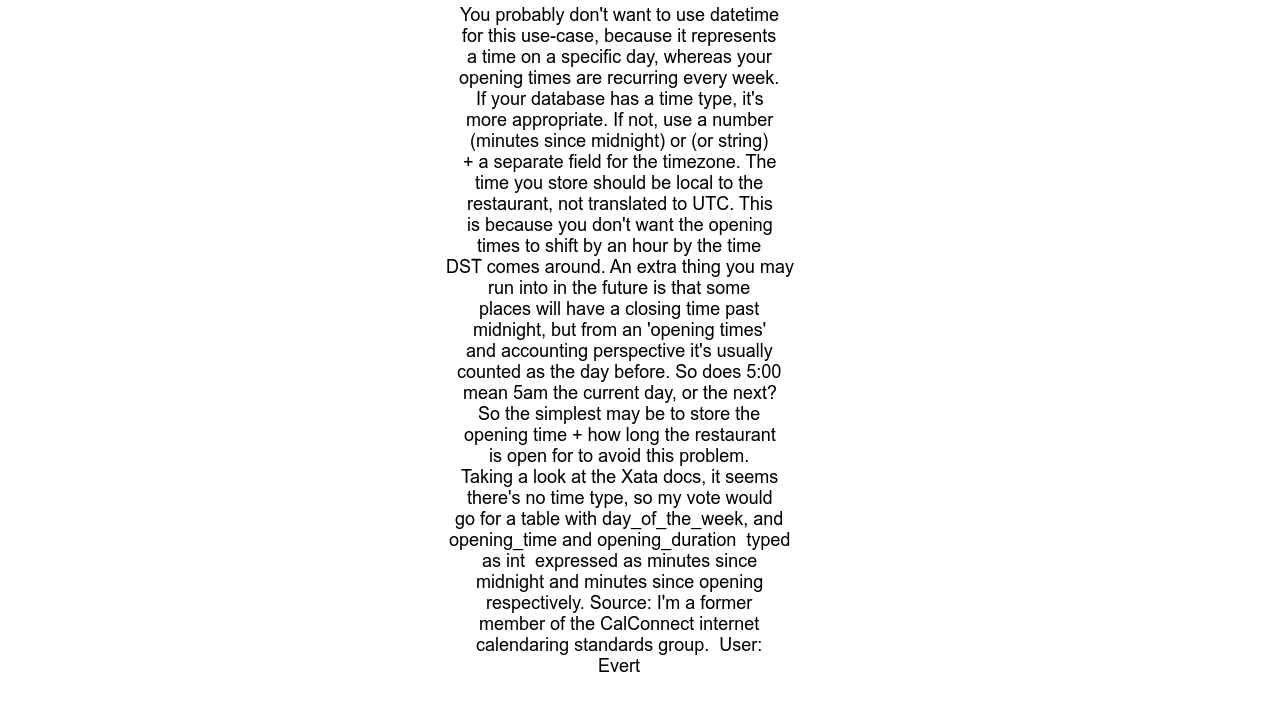 You probably don't want to use datetime
for this use-case, because it represents
a time on a specific day, whereas your
opening times are recurring every week.
If your database has a time type, it's
more appropriate. If not, use a number
(minutes since midnight) or (or string)
+ a separate field for the timezone. The
time you store should be local to the
restaurant, not translated to UTC. This
is because you don't want the opening
times to shift by an hour by the time
DST comes around. An extra thing you may
run into in the future is that some
places will have a closing time past
midnight, but from an 'opening times'
and accounting perspective it's usually
counted as the day before. So does 5:00
mean 5am the current day, or the next?
So the simplest may be to store the
opening time + how long the restaurant
is open for to avoid this problem.
Taking a look at the Xata docs, it seems
there's no time type, so my vote would
go for a table with day_of_the_week, and
opening_time and opening_duration  typed
as int  expressed as minutes since
midnight and minutes since opening
respectively. Source: I'm a former
member of the CalConnect internet
calendaring standards group.  User:
Evert